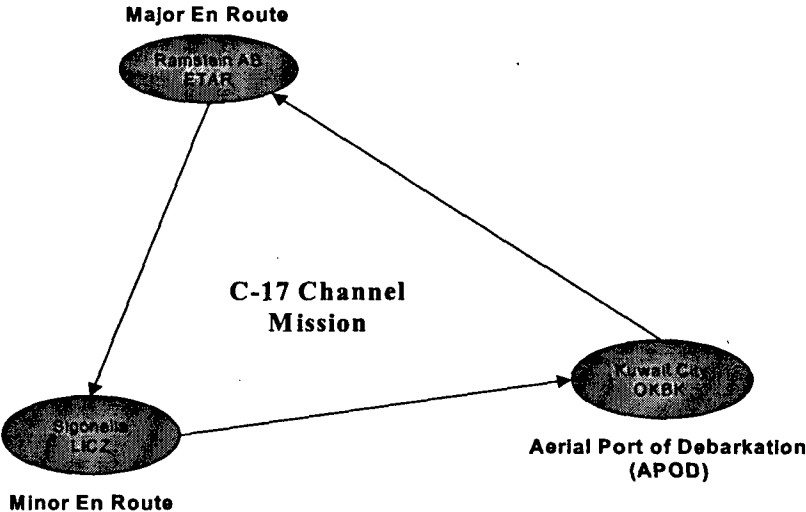 Major En Route
Ramstein AB
ETAR
C-17 Channel
Mission
Kuwait City
OKBK
Sigonella
LICZ
Aerial Port of Debarkation
(APOD)
Minor En Route